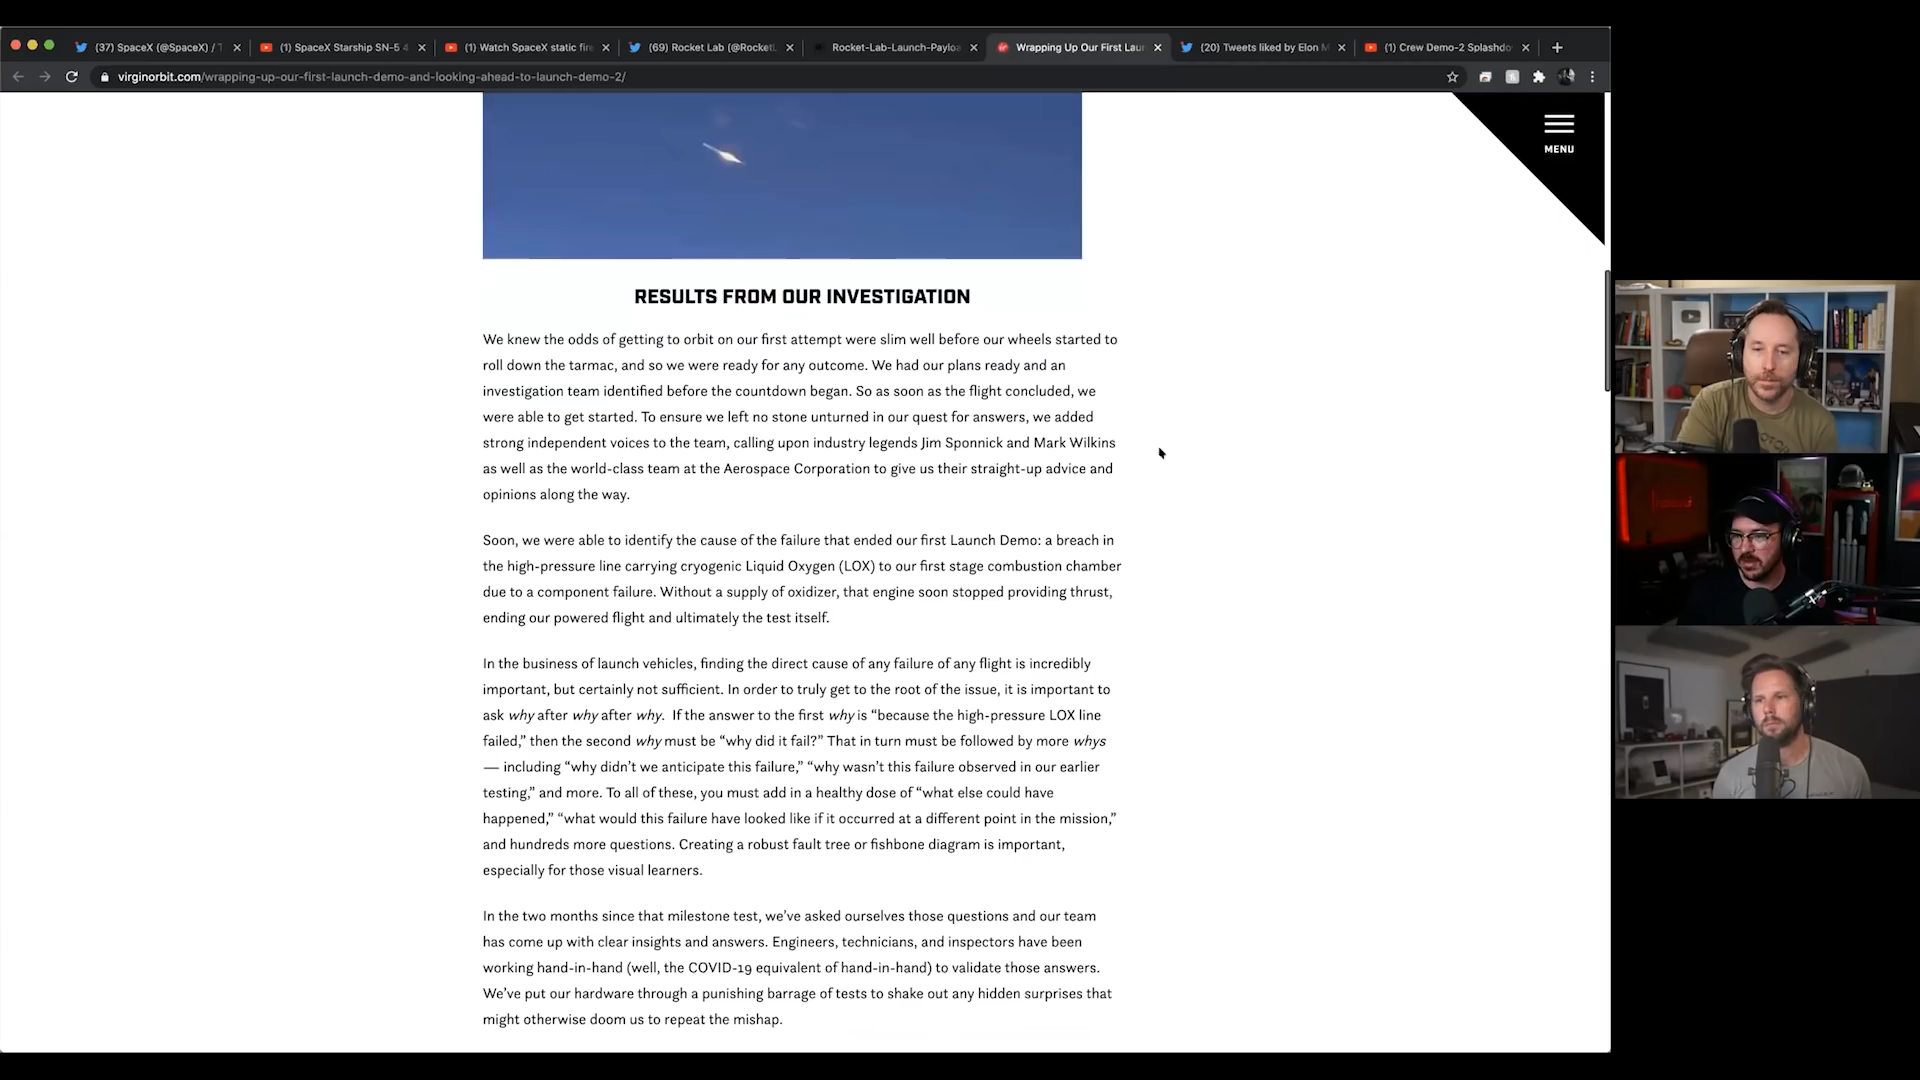 (37) SpaceX (@SpaceX) / T
(1) SpaceX Starship SN-5 4
(1) Watch SpaceX static fire
(69) Rocket Lab (@RocketL
Rocket-Lab-Launch-Payloa
Wrapping Up Our First Laun
(20) Tweets liked by Elon M
(1) Crew Demo-2 Splashdo
virginorbit.com/wrapping-up-our-first-launch-demo-and-looking-ahead-to-launch-demo-2/
MENU
RESULTS FROM OUR INVESTIGATION
We knew the odds of getting to orbit on our first attempt were slim well before our wheels started to
roll down the tarmac, and so we were ready for any outcome. We had our plans ready and an
investigation team identified before the countdown began. So as soon as the flight concluded, we
were able to get started. To ensure we left no stone unturned in our quest for answers, we added
strong independent voices to the team, calling upon industry legends Jim Sponnick and Mark Wilkins
as well as the world-class team at the Aerospace Corporation to give us their straight-up advice and
opinions along the way.
Soon, we were able to identify the cause of the failure that ended our first Launch Demo: a breach in
the high-pressure line carrying cryogenic Liquid Oxygen (LOX) to our first stage combustion chamber
due to a component failure. Without a supply of oxidizer, that engine soon stopped providing thrust,
ending our powered flight and ultimately the test itself.
In the business of launch vehicles, finding the direct cause of any failure of any flight is incredibly
important, but certainly not sufficient. In order to truly get to the root of the issue, it is important to
ask why after why after why. If the answer to the first why is “because the high-pressure LOX line
failed,” then the second why must be “why did it fail?” That in turn must be followed by more whys
— including “why didn’t we anticipate this failure,” “why wasn’t this failure observed in our earlier
testing,” and more. To all of these, you must add in a healthy dose of “what else could have
happened,” “what would this failure have looked like if it occurred at a different point in the mission,”
and hundreds more questions. Creating a robust fault tree or fishbone diagram is important,
especially for those visual learners.
In the two months since that milestone test, we’ve asked ourselves those questions and our team
has come up with clear insights and answers. Engineers, technicians, and inspectors have been
working hand-in-hand (well, the COVID-19 equivalent of hand-in-hand) to validate those answers.
We’ve put our hardware through a punishing barrage of tests to shake out any hidden surprises that
might otherwise doom us to repeat the mishap.